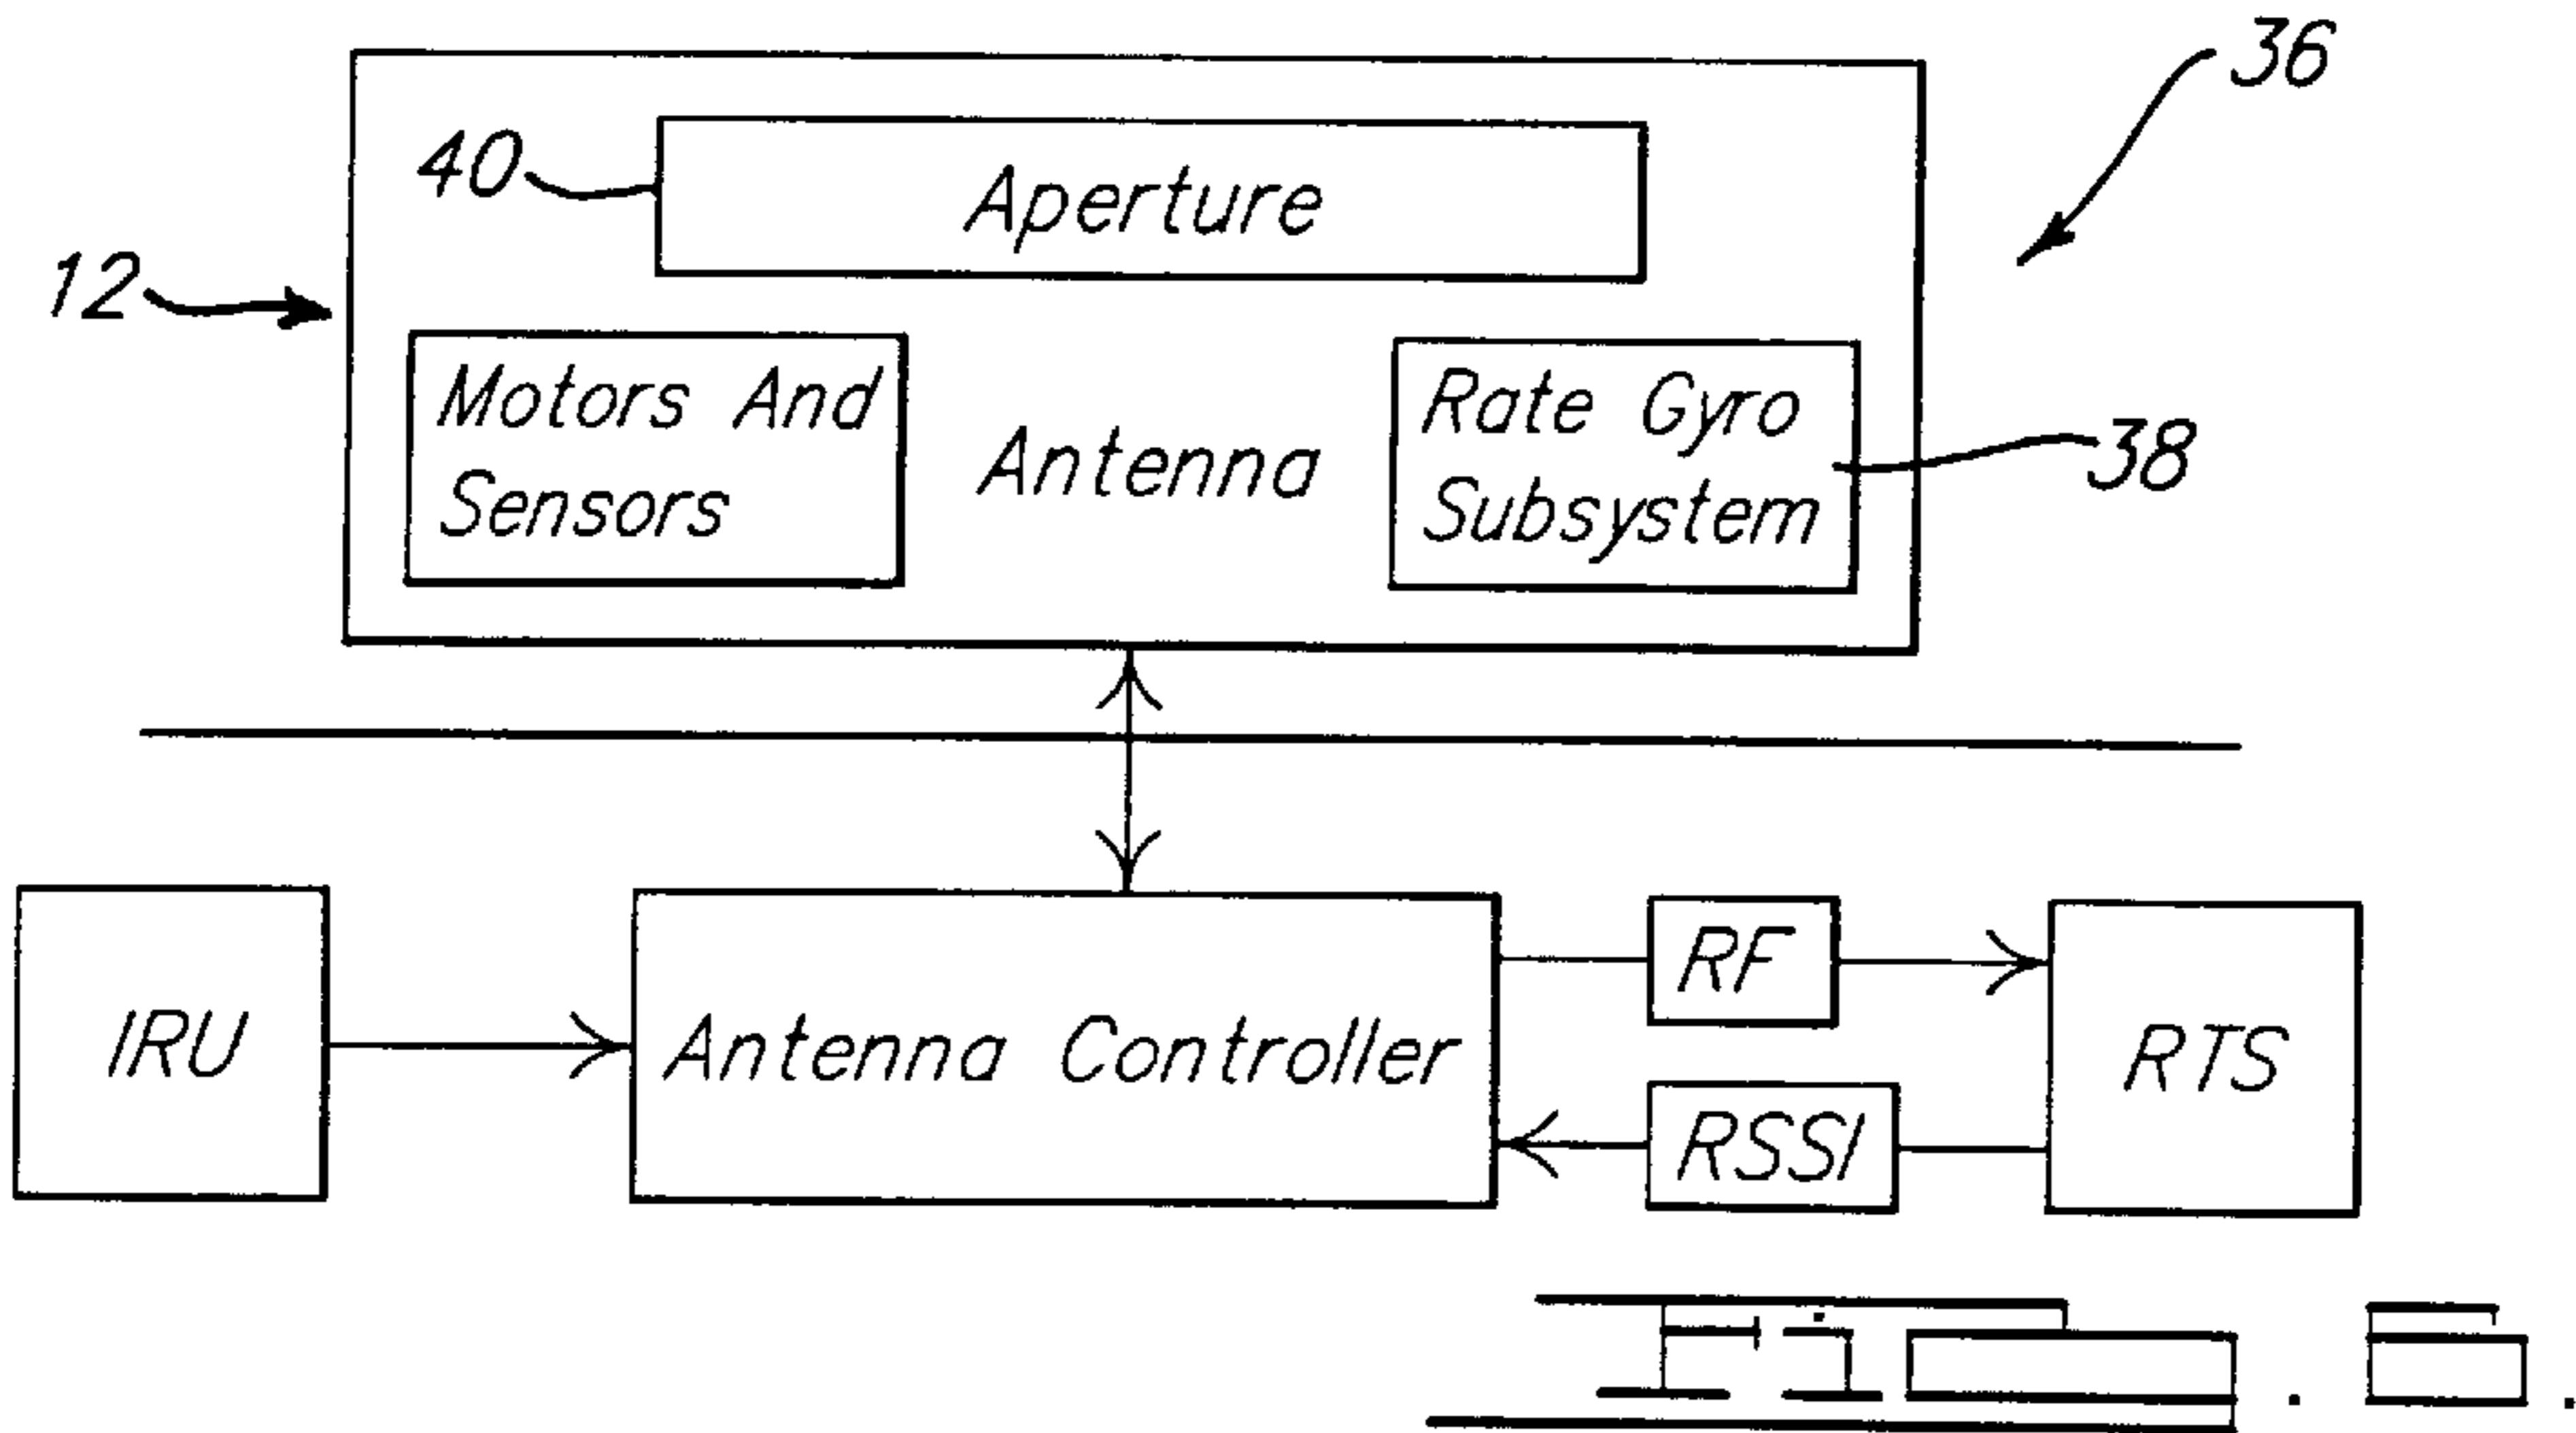 36
40
Aperture
12
Motors And
Sensors
Antenna
Rate Gyro
Subsystem
38
IRU
Antenna Controller
RF
RSSI
RTS